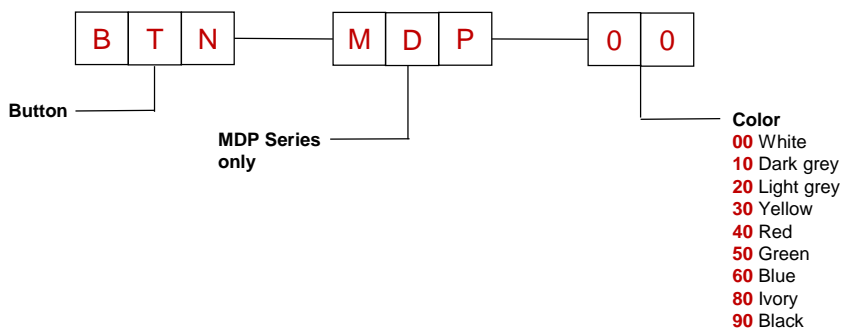 B T N M D P 0 0
Button
MDP Series
only
Color
00 White
10 Dark grey
20 Light grey
30 Yellow
40 Red
50 Green
60 Blue
80 Ivory
90 Black